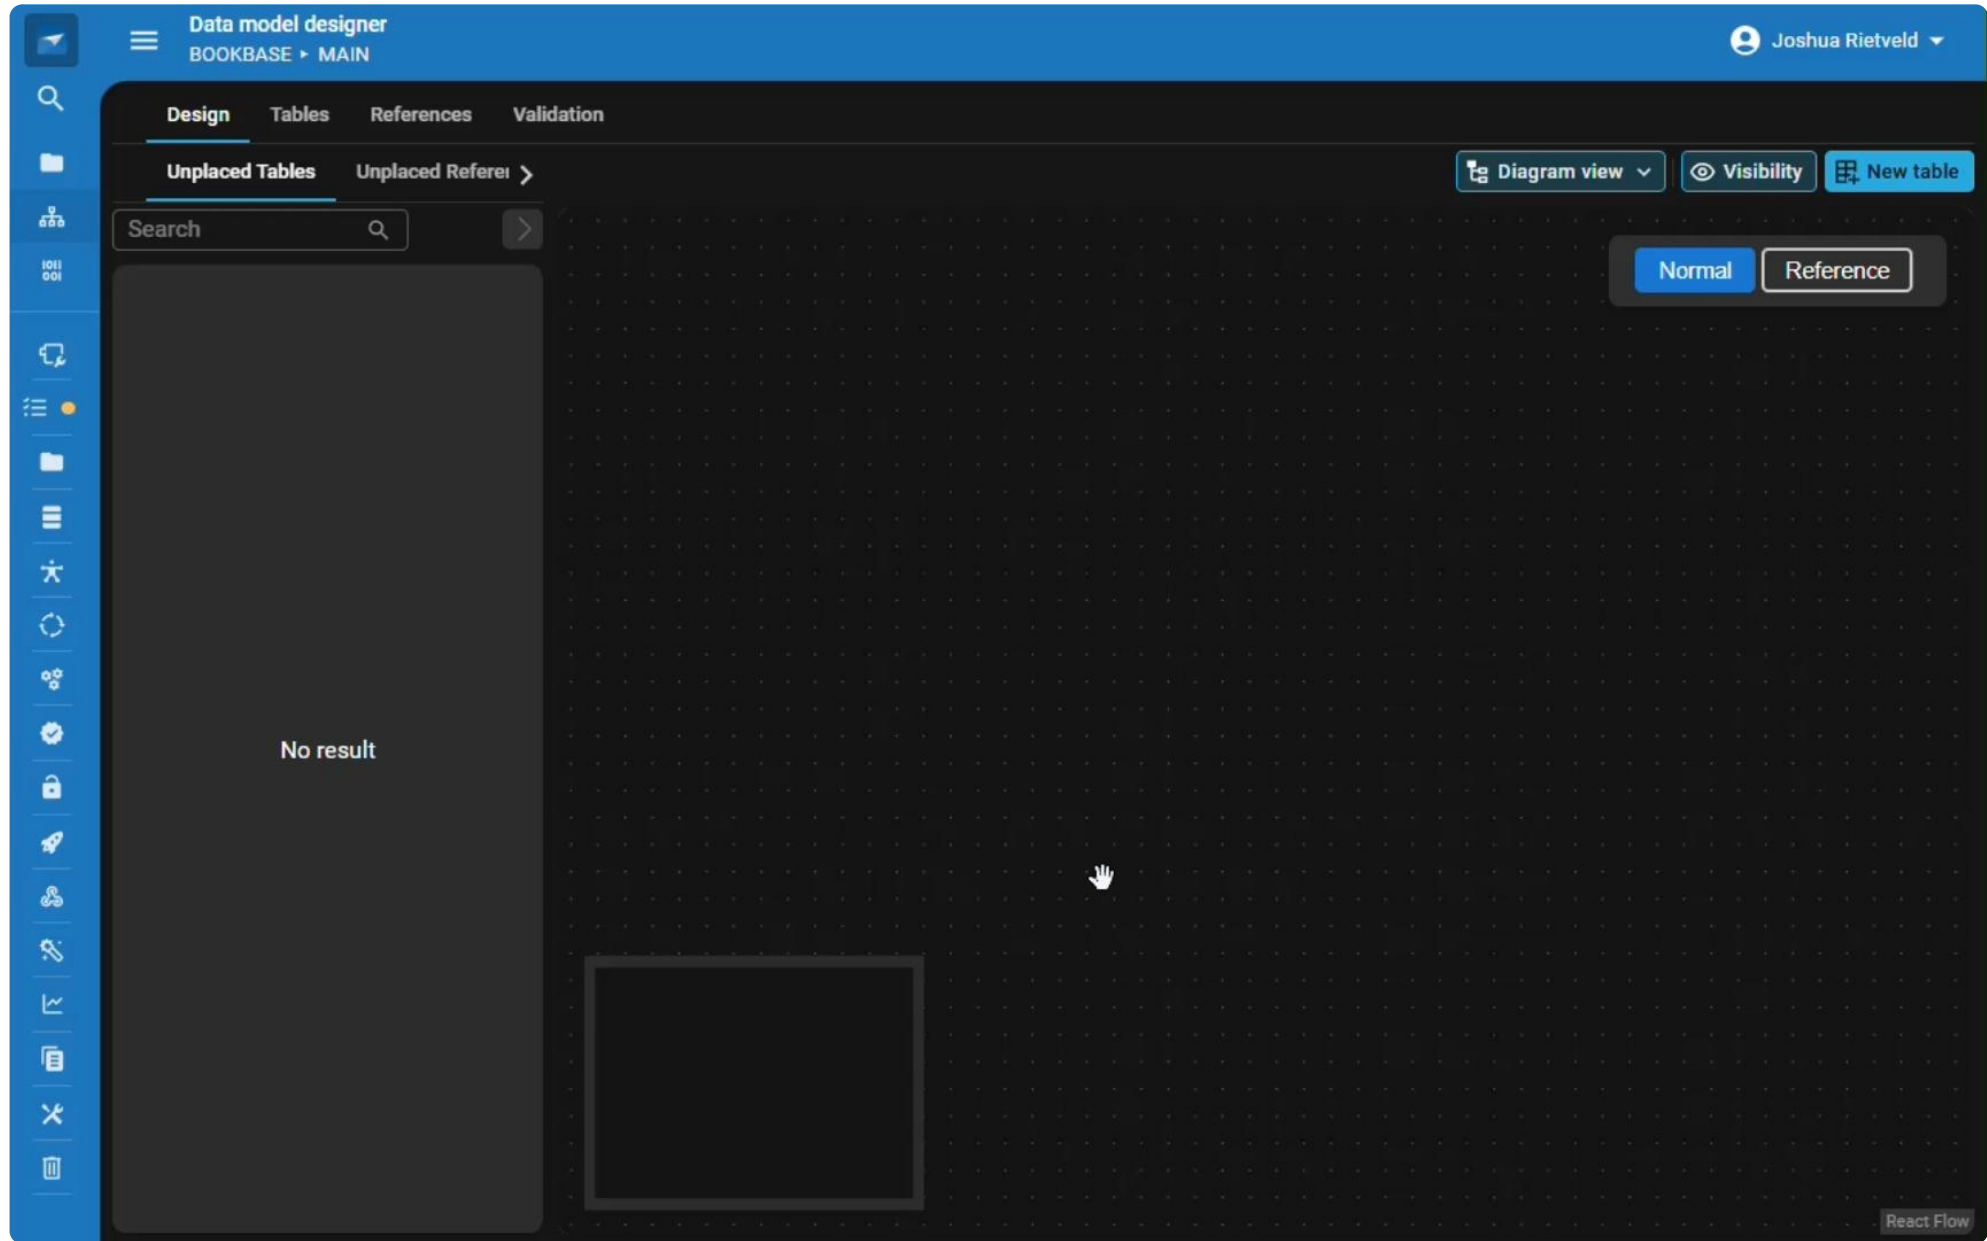 Data model designer
BOOKBASE ▸ MAIN
Joshua Rietveld
Design Tables References Validation
Unplaced Tables Unplaced Refere
Diagram view Visibility New table
Search
Normal Reference
No result
React Flow